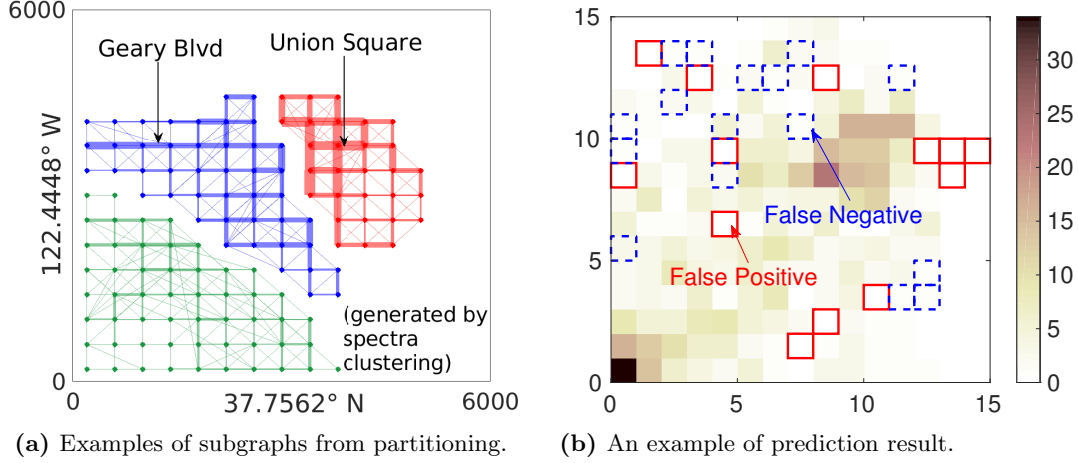 6000
Geary Blvd
Union Square
122.4448° W
(generated by
spectra
clustering)
0
0
37.7562° N
6000
(a) Examples of subgraphs from partitioning.
15
10
5
0
False Negative
False Positive
0
5
10
15
30
25
20
15
10
5
0
(b) An example of prediction result.